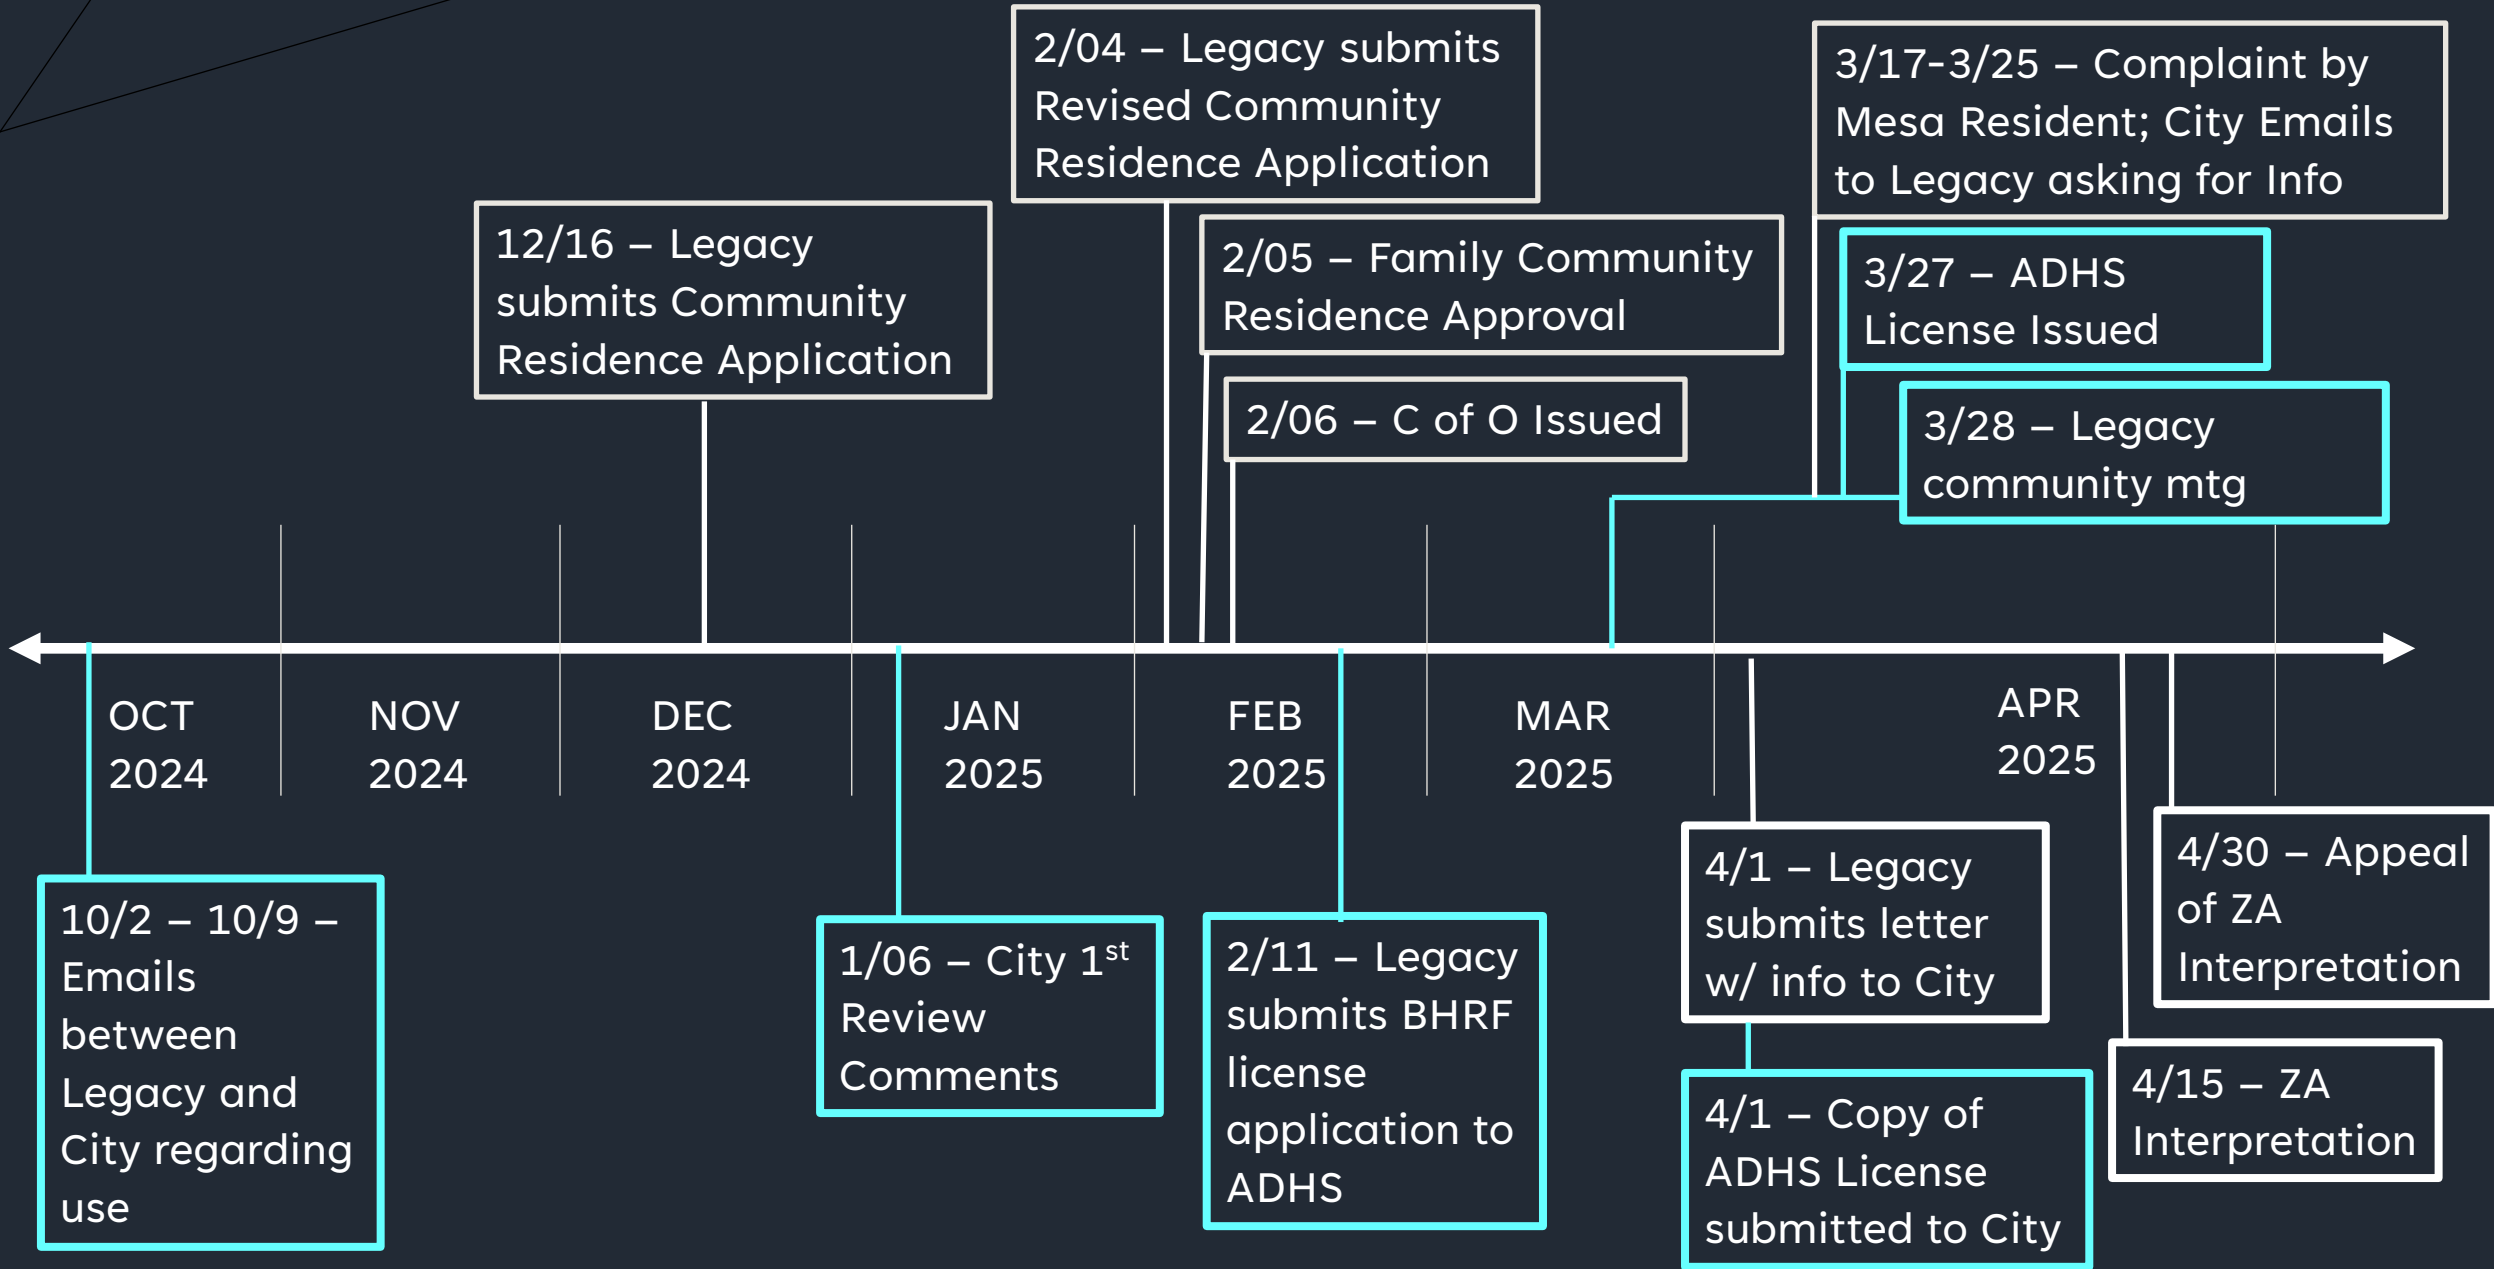 2/04 – Legacy submits
Revised Community
Residence Application
3/17-3/25 – Complaint by
Mesa Resident; City Emails
to Legacy asking for Info
12/16 – Legacy
submits Community
Residence Application
2/05 – Family Community
Residence Approval
3/27 – ADHS
License Issued
2/06 – C of O Issued
3/28 – Legacy
community mtg
OCT
2024
NOV
2024
DEC
2024
JAN
2025
FEB
2025
MAR
2025
APR
2025
10/2 – 10/9 –
Emails
between
Legacy and
City regarding
use
1/06 – City 1st
Review
Comments
2/11 – Legacy
submits BHRF
license
application to
ADHS
4/1 – Legacy
submits letter
w/ info to City
4/1 – Copy of
ADHS License
submitted to City
4/30 – Appeal
of ZA
Interpretation
4/15 – ZA
Interpretation